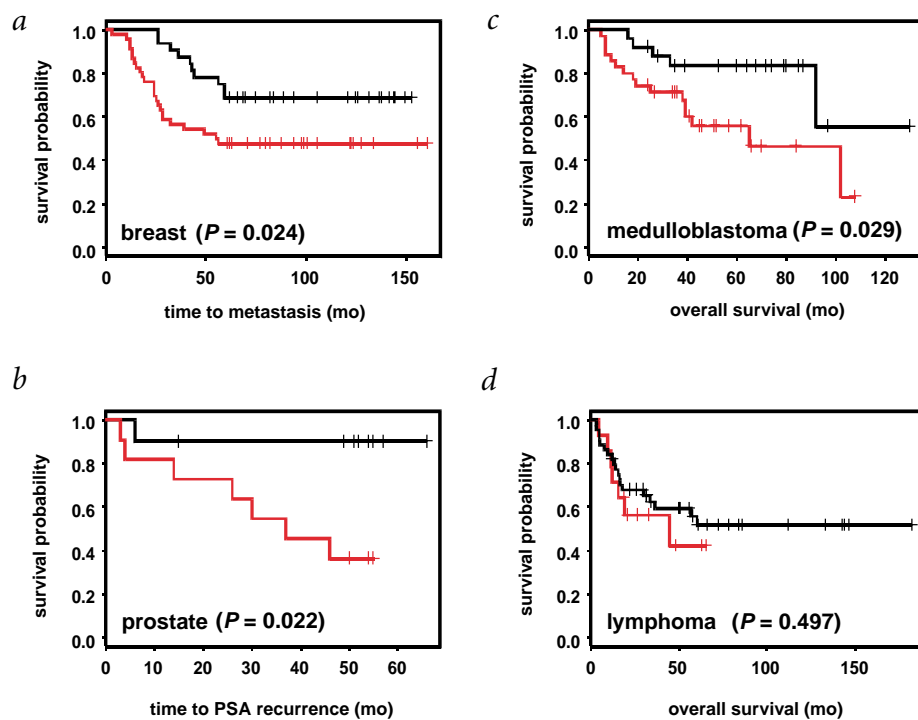 a
survival probability
1.0
0.8
0.6
0.4
0.2
0.0
breast (P = 0.024)
0 50 100 150
time to metastasis (mo)
c
survival probability
1.0
0.8
0.6
0.4
0.2
0.0
medulloblastoma (P = 0.029)
0 20 40 60 80 100 120
overall survival (mo)
b
survival probability
1.0
0.8
0.6
0.4
0.2
0.0
prostate (P = 0.022)
0 10 20 30 40 50 60
time to PSA recurrence (mo)
d
survival probability
1.0
0.8
0.6
0.4
0.2
0.0
lymphoma (P = 0.497)
0 50 100 150
overall survival (mo)